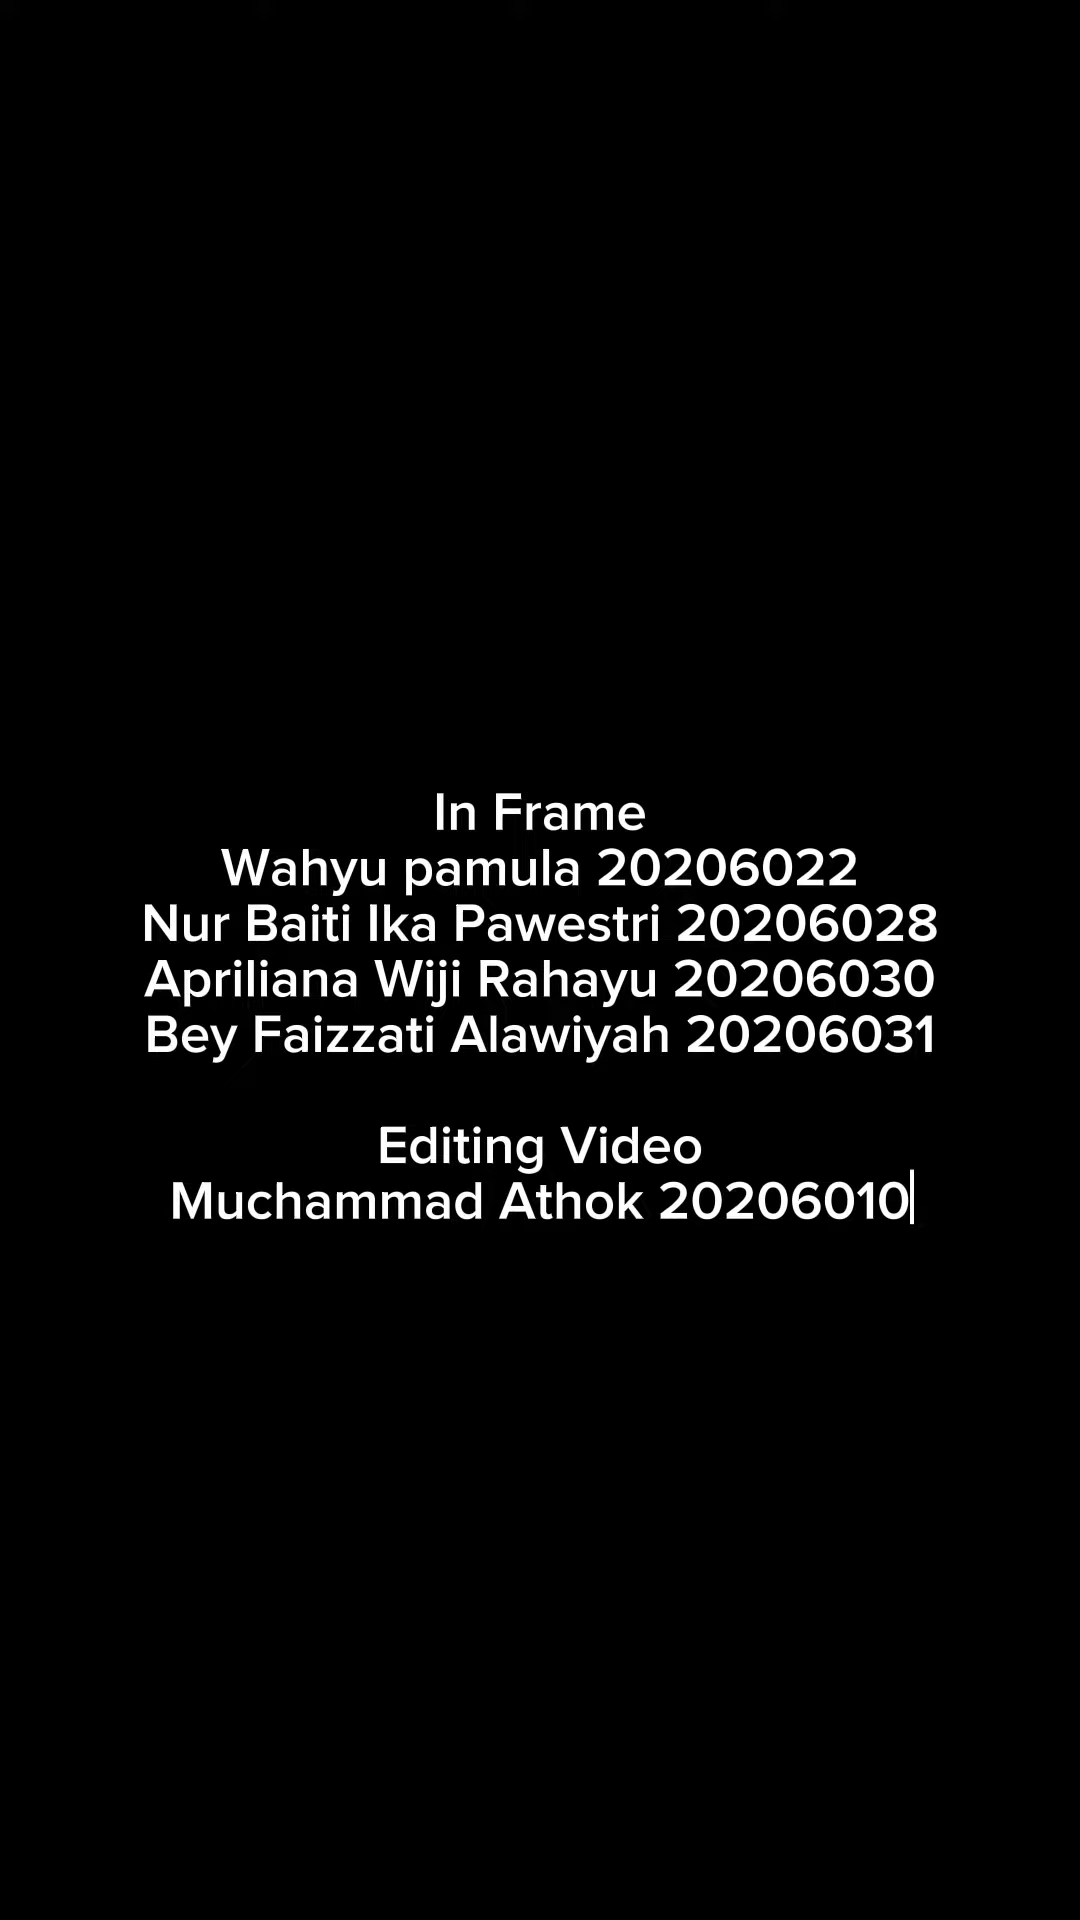 In Frame
Wahyu pamula 20206022
Nur Baiti Ika Pawestri 20206028
Apriliana Wiji Rahayu 20206030
Bey Faizzati Alawiyah 20206031
Editing Video
Muchammad Athok 20206010